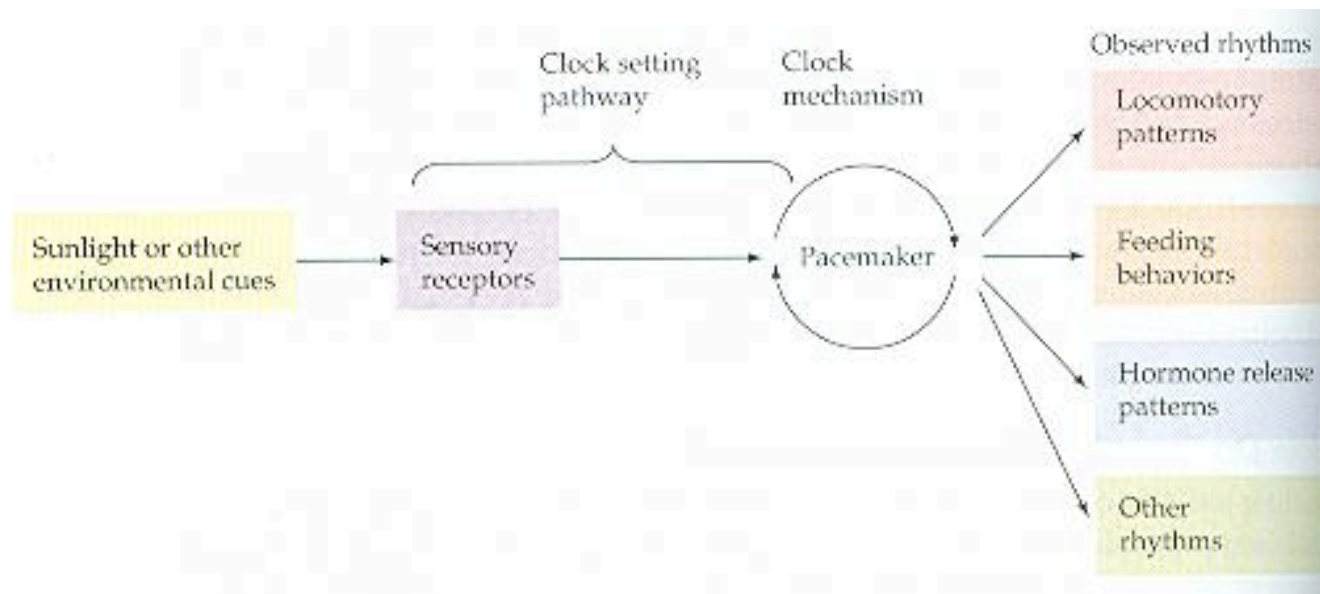 Clock setting
pathway
Clock
mechanism
Observed rhythms
Sunlight or other
environmental cues
Sensory
receptors
Pacemaker
Locomotory
patterns
Feeding
behaviors
Hormone release
patterns
Other
rhythms